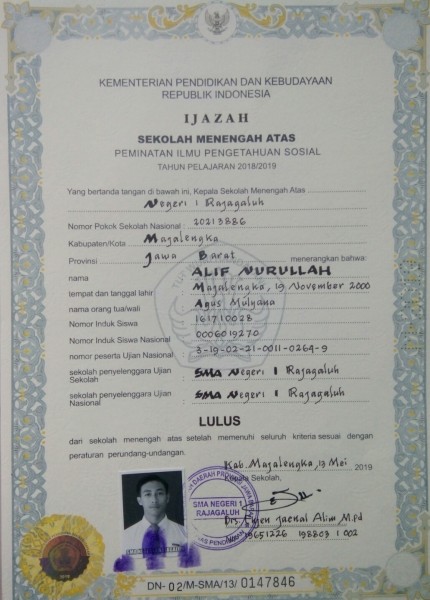 KEMENTERIAN PENDIDIKAN DAN KEBUDAYAAN
REPUBLIK INDONESIA
IJAZAH
SEKOLAH MENENGAH ATAS
PEMINATAN ILMU PENGETAHUAN SOSIAL
TAHUN PELAJARAN 2018/2019
Yang bertanda tangan di bawah ini, Kepala Sekolah Menengah Atas
Negeri 1 Rajagaluh
Nomor Pokok Sekolah Nasional : 20213886
Kabupaten/Kota : Majalengka
Provinsi : Jawa Barat menerangkan bahwa:
nama : ALIF NURULLAH
tempat dan tanggal lahir : Majalengka, 19 November 2000
nama orang tua/wali : Agus Mulyana
Nomor Induk Siswa : 161710028
Nomor Induk Siswa Nasional : 0006019270
nomor peserta Ujian Nasional : 3-19-02-21-0011-0264-9
sekolah penyelenggara Ujian Sekolah : SMA Negeri 1 Rajagaluh
sekolah penyelenggara Ujian Nasional : SMA Negeri 1 Rajagaluh
LULUS
dari sekolah menengah atas setelah memenuhi seluruh kriteria sesuai dengan
peraturan perundang-undangan.
Kab. Majalengka, 13 Mei 2019
Kepala Sekolah,
SMA NEGERI 1
RAJAGALUH
Drs. Jaenal Alim M.Pd
19651226 198803 1 002
DN-02/M-SMA/13/0147846